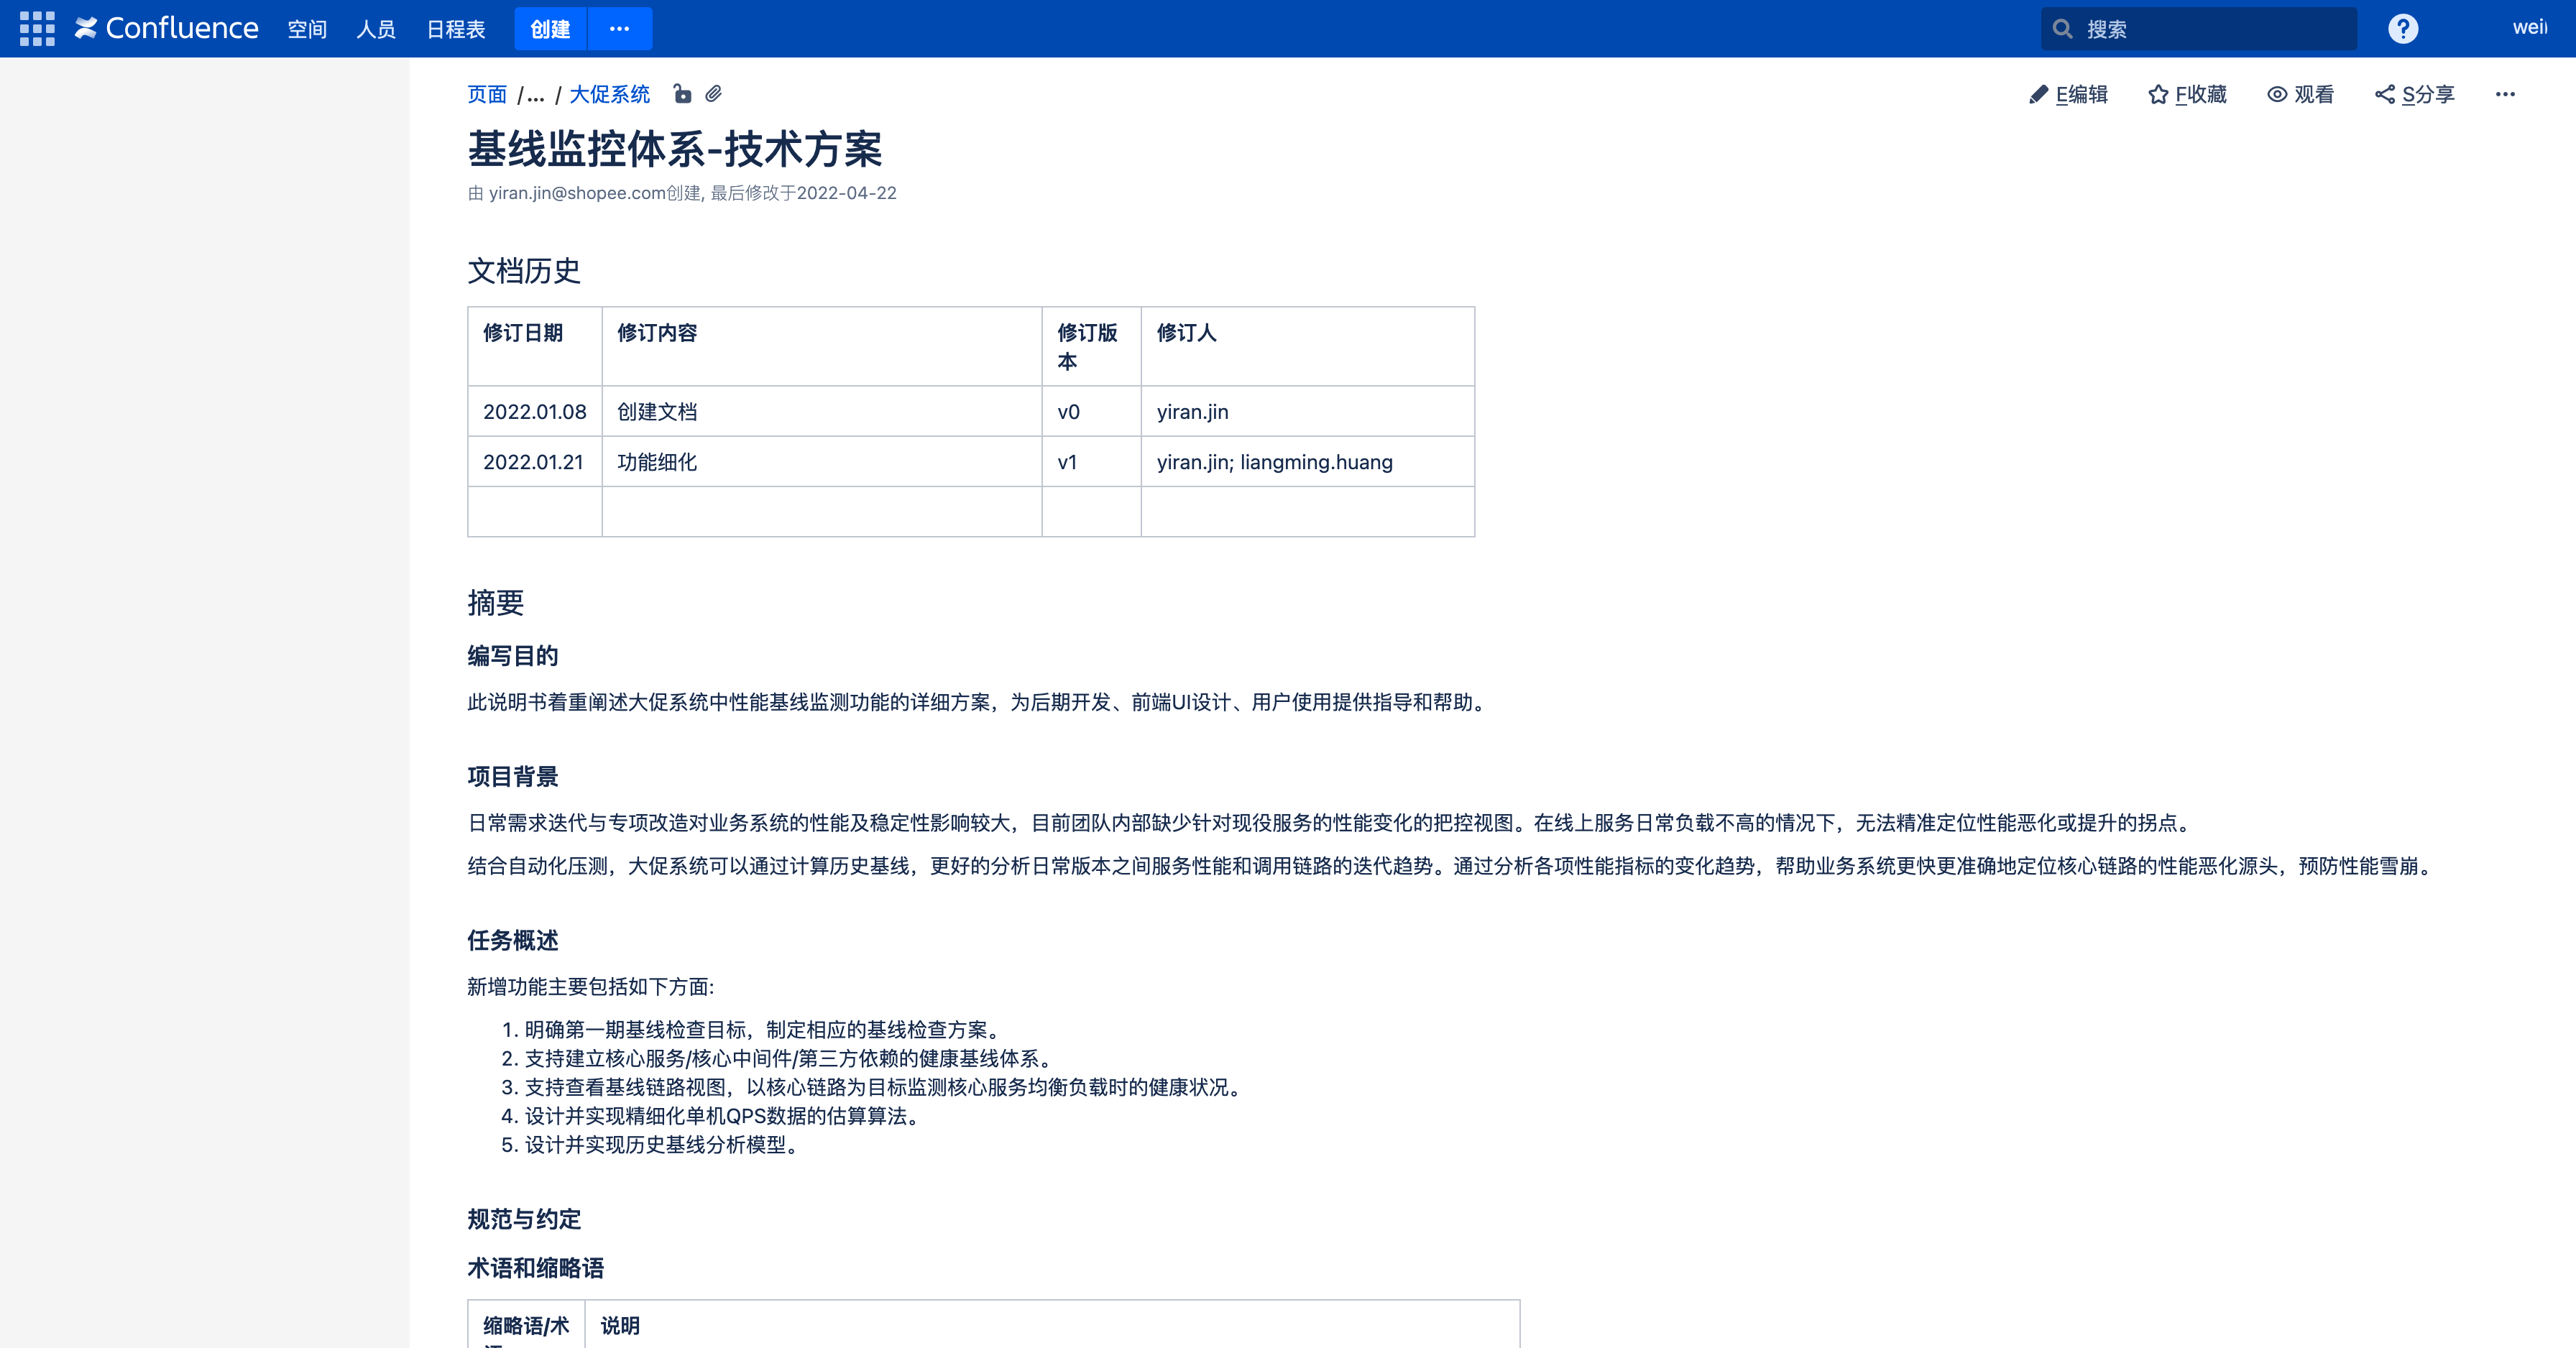 Confluence 空间 人员 日程表 创建 ··· 搜索 ?
页面 /... / 大促系统 E编辑 F收藏 观看 S分享 ···
基线监控体系-技术方案
由 yiran.jin@shopee.com创建, 最后修改于2022-04-22
文档历史
修订日期 修订内容 修订版本 修订人
2022.01.08 创建文档 v0 yiran.jin
2022.01.21 功能细化 v1 yiran.jin; liangming.huang
摘要
编写目的
此说明书着重阐述大促系统中性能基线监测功能的详细方案，为后期开发、前端UI设计、用户使用提供指导和帮助。
项目背景
日常需求迭代与专项改造对业务系统的性能及稳定性影响较大，目前团队内部缺少针对现役服务的性能变化的把控视图。在线上服务日常负载不高的情况下，无法精准定位性能恶化或提升的拐点。
结合自动化压测，大促系统可以通过计算历史基线，更好的分析日常版本之间服务性能和调用链路的迭代趋势。通过分析各项性能指标的变化趋势，帮助业务系统更快更准确地定位核心链路的性能恶化源头，预防性能雪崩。
任务概述
新增功能主要包括如下方面:
1. 明确第一期基线检查目标，制定相应的基线检查方案。
2. 支持建立核心服务/核心中间件/第三方依赖的健康基线体系。
3. 支持查看基线链路视图，以核心链路为目标监测核心服务均衡负载时的健康状况。
4. 设计并实现精细化单机QPS数据的估算算法。
5. 设计并实现历史基线分析模型。
规范与约定
术语和缩略语
缩略语/术 说明